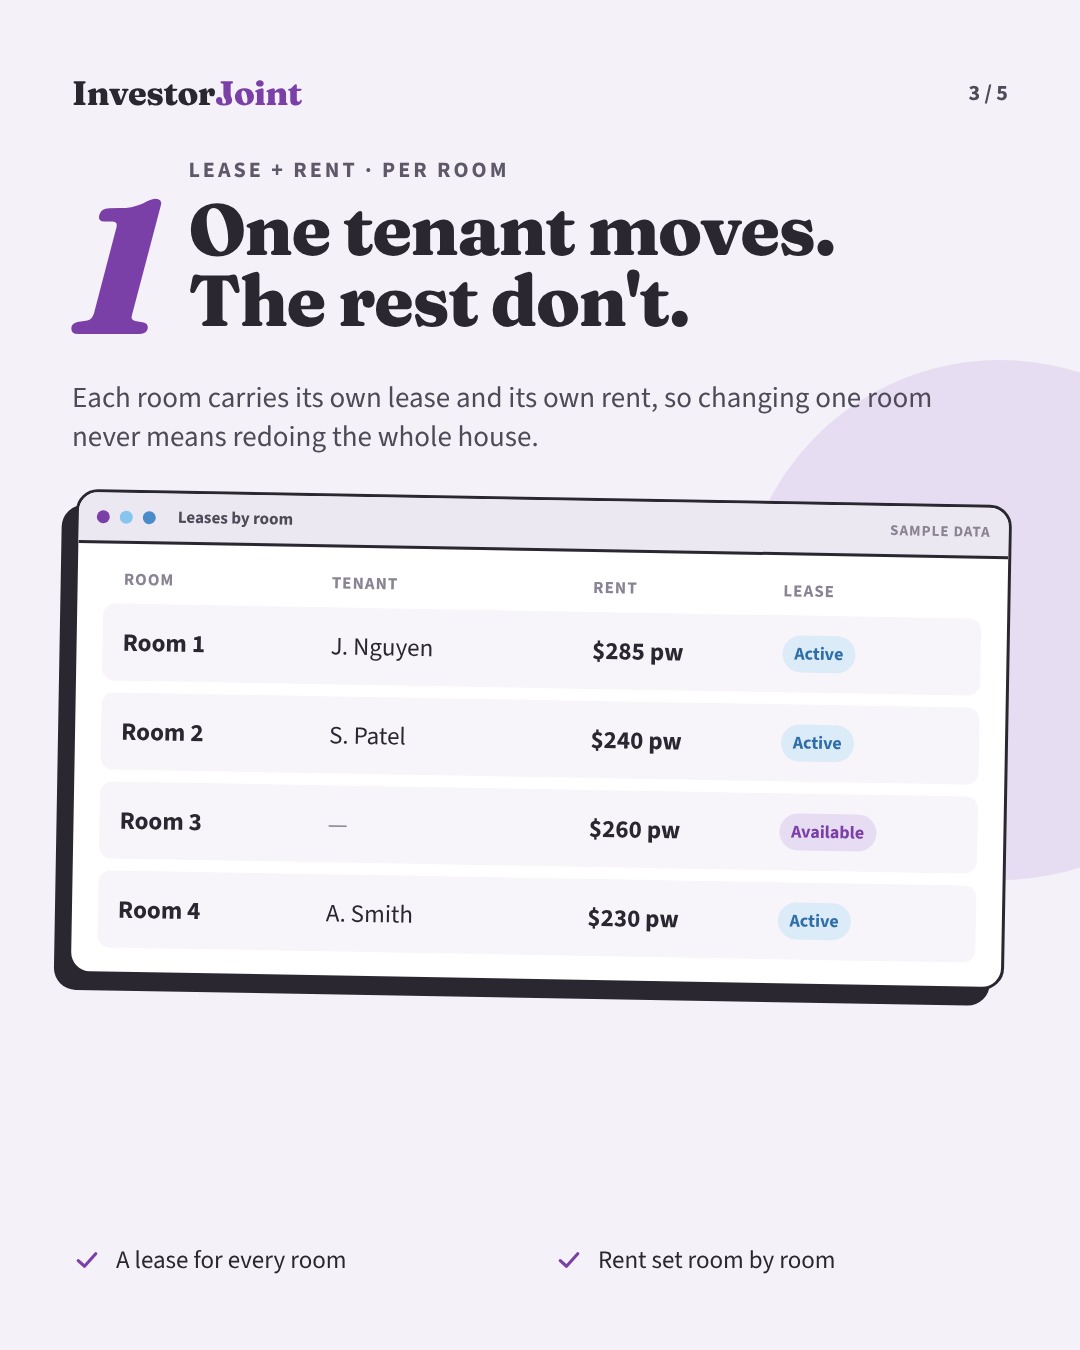 InvestorJoint
3 / 5
LEASE + RENT · PER ROOM
1
One tenant moves.
The rest don't.
Each room carries its own lease and its own rent, so changing one room
never means redoing the whole house.
Leases by room
SAMPLE DATA
ROOM TENANT RENT LEASE
Room 1 J. Nguyen $285 pw Active
Room 2 S. Patel $240 pw Active
Room 3 — $260 pw Available
Room 4 A. Smith $230 pw Active
A lease for every room
Rent set room by room